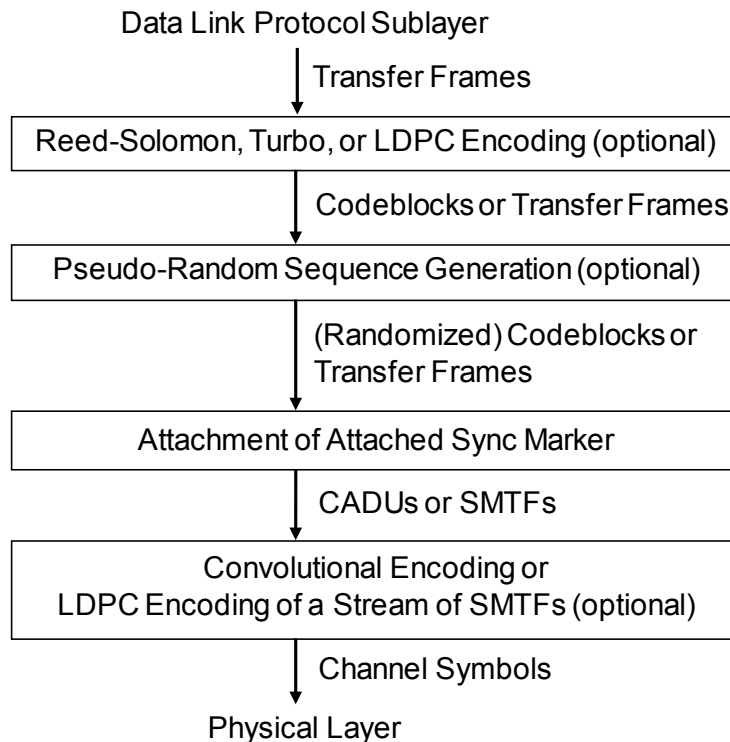 Data Link Protocol Sublayer
Transfer Frames
Reed-Solomon, Turbo, or LDPC Encoding (optional)
Codeblocks or Transfer Frames
Pseudo-Random Sequence Generation (optional)
(Randomized) Codeblocks or
Transfer Frames
Attachment of Attached Sync Marker
CADUs or SMTFs
Convolutional Encoding or
LDPC Encoding of a Stream of SMTFs (optional)
Channel Symbols
Physical Layer